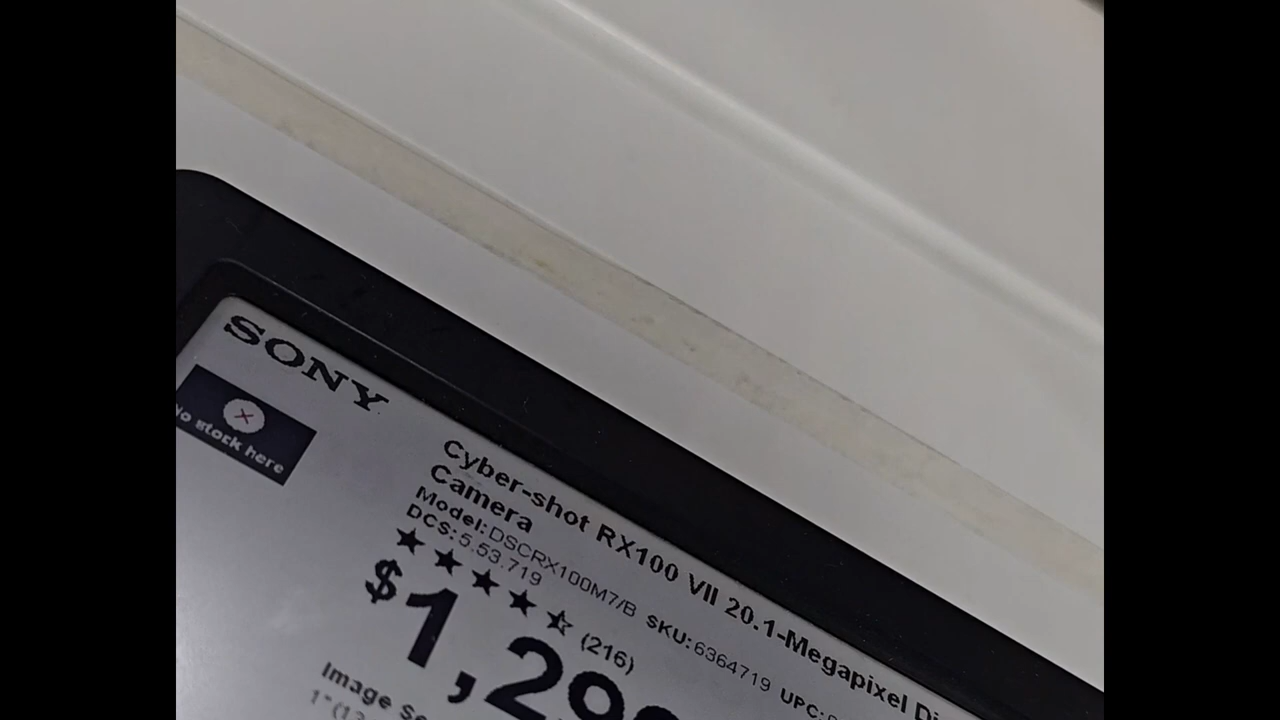 SONY
No stock here
Cyber-shot RX100 VII 20.1-Megapixel
Camera
Model:DSCRX100M7/B SKU:6364719 UPC:
DCS:5.53.719
(216)
$1,29
Image
1"